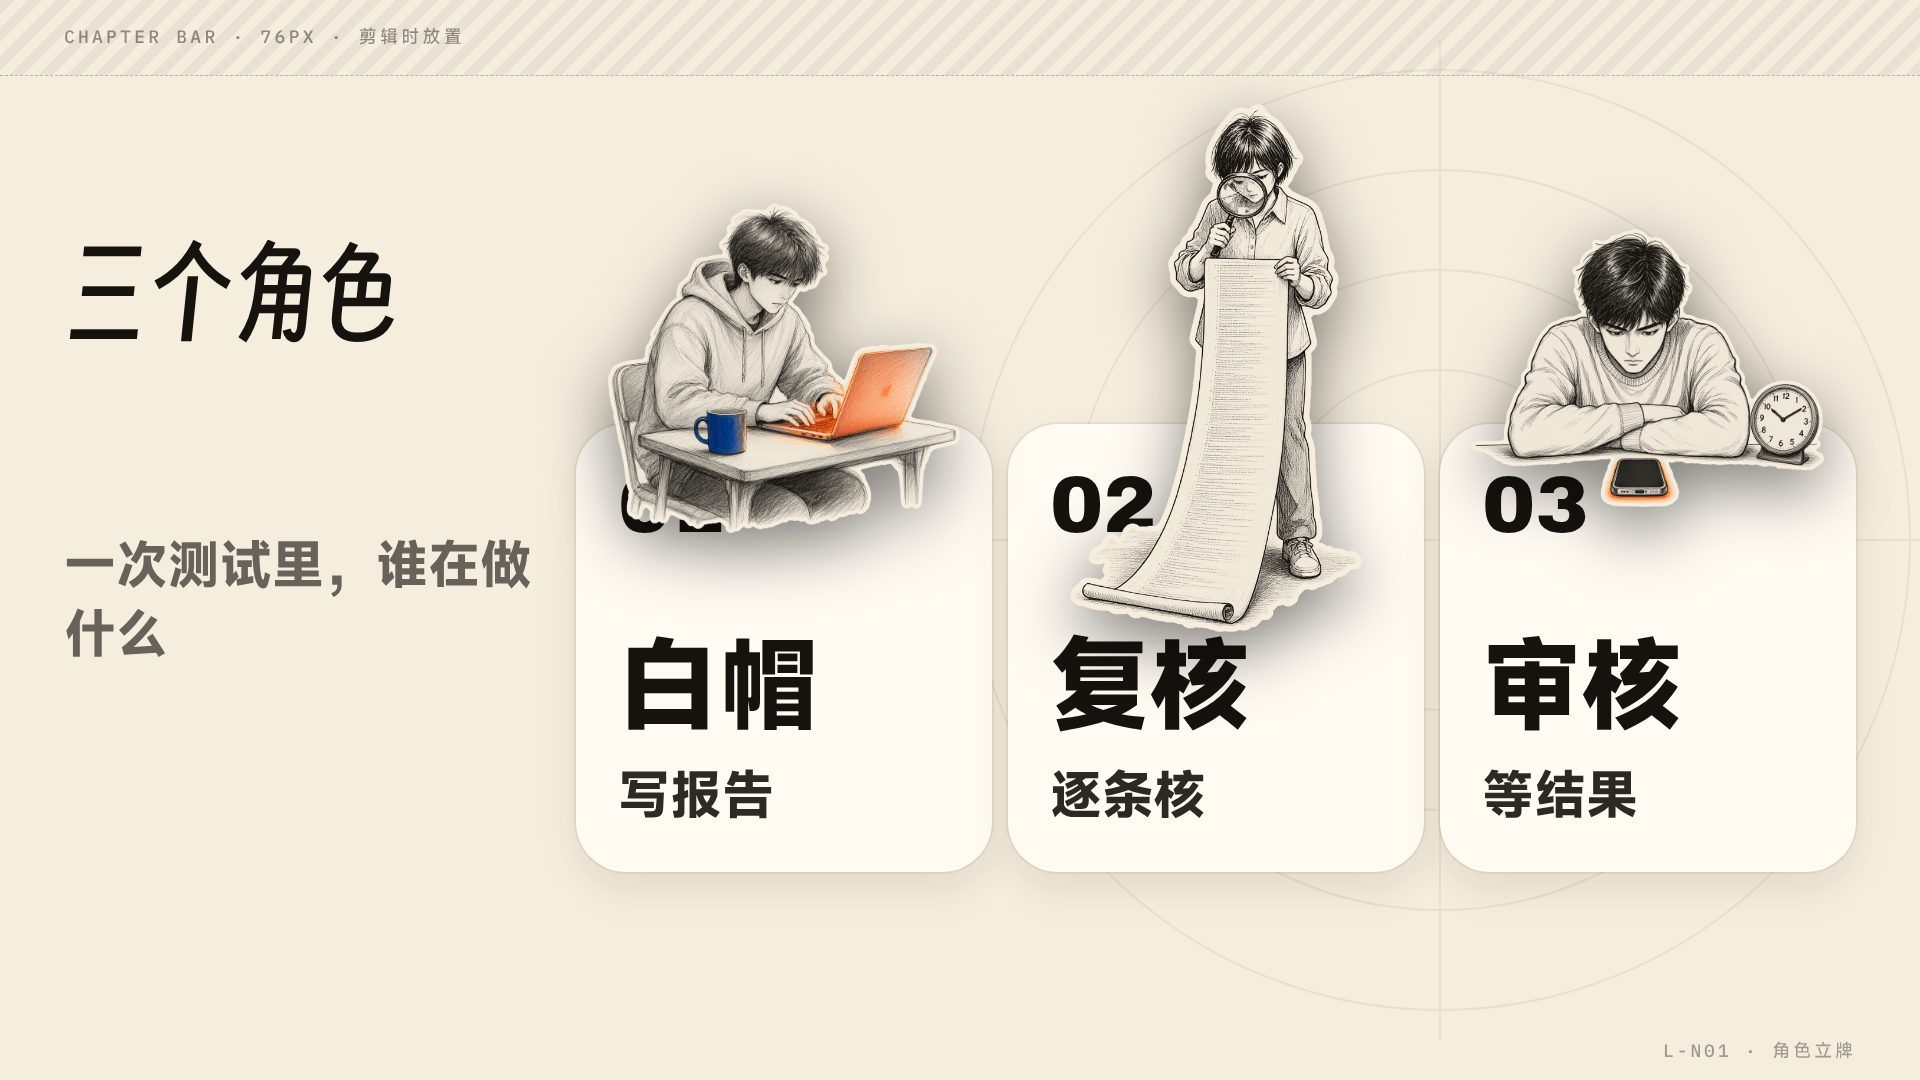 CHAPTER BAR · 76PX · 剪辑时放置
三个角色
一次测试里，谁在做
什么
白帽
写报告
02
复核
逐条核
03
审核
等结果
L-N01 · 角色立牌